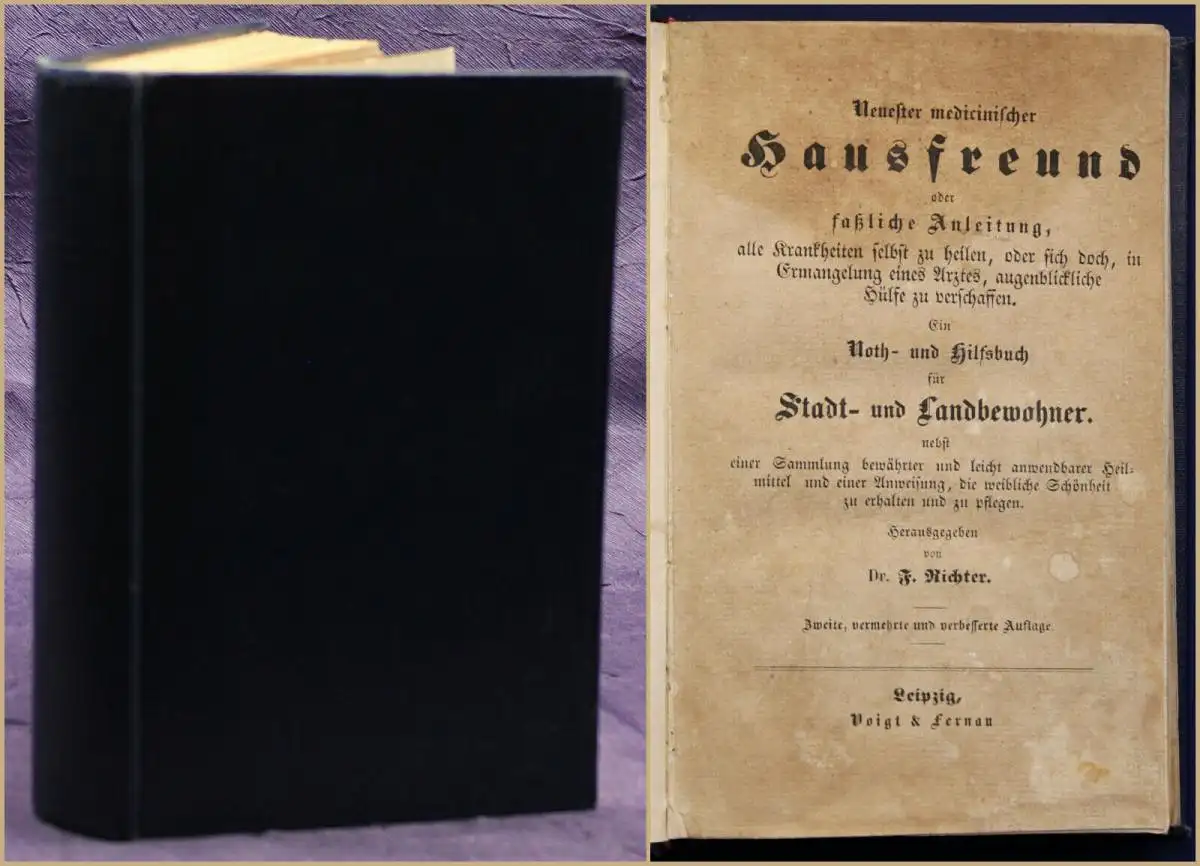 Neuester medicinischer
Hausfreund
oder
faßliche Anleitung,
alle Krankheiten selbst zu heilen, oder sich doch, in
Ermangelung eines Arztes, augenblickliche
Hülfe zu verschaffen.
Ein
Noth- und Hilfsbuch
für
Stadt- und Landbewohner.
nebst
einer Sammlung bewährter und leicht anwendbarer Heil-
mittel und einer Anweisung, die weibliche Schönheit
zu erhalten und zu pflegen.
Herausgegeben
von
Dr. F. Richter.
Zweite, vermehrte und verbesserte Auflage.
Leipzig,
Voigt & Fernau